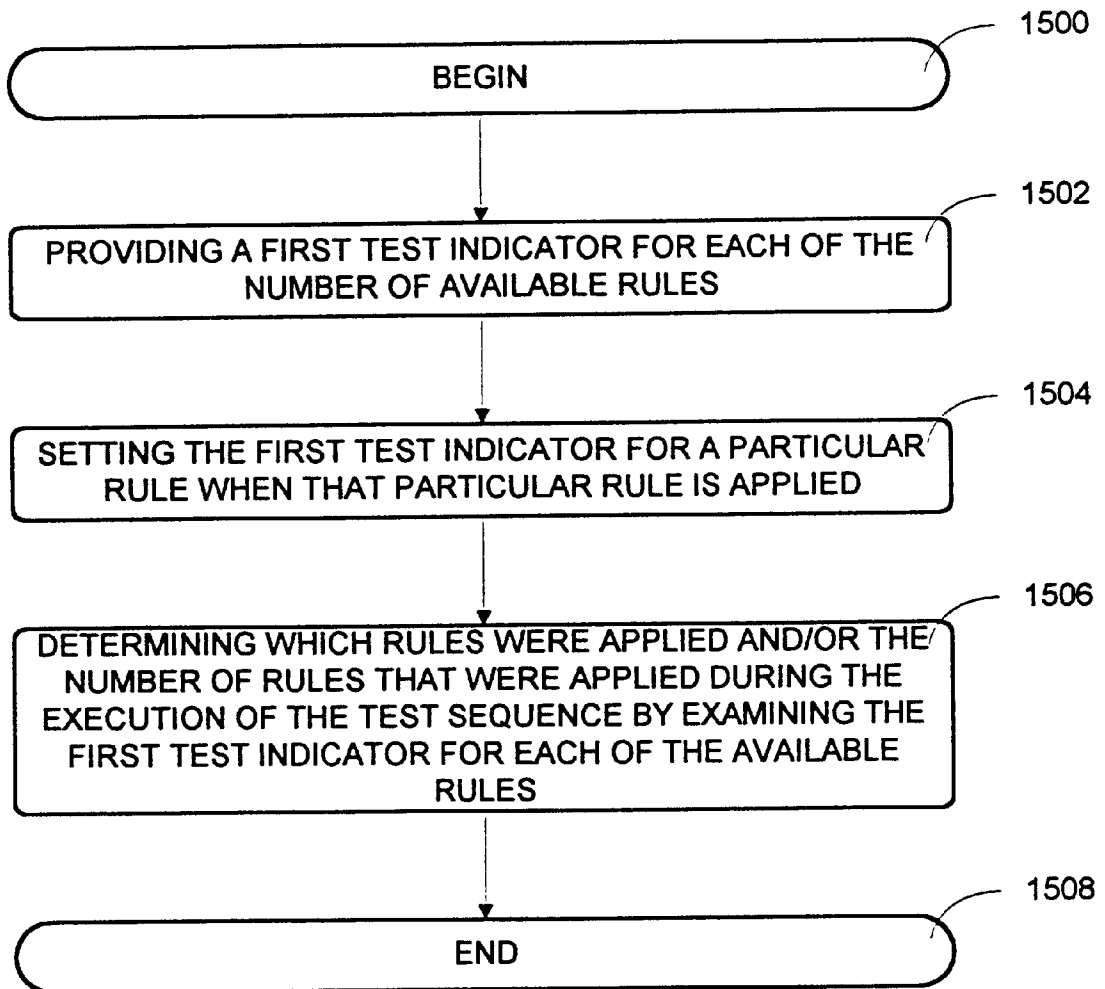 1500
BEGIN
1502
PROVIDING A FIRST TEST INDICATOR FOR EACH OF THE
NUMBER OF AVAILABLE RULES
1504
SETTING THE FIRST TEST INDICATOR FOR A PARTICULAR
RULE WHEN THAT PARTICULAR RULE IS APPLIED
1506
DETERMINING WHICH RULES WERE APPLIED AND/OR THE
NUMBER OF RULES THAT WERE APPLIED DURING THE
EXECUTION OF THE TEST SEQUENCE BY EXAMINING THE
FIRST TEST INDICATOR FOR EACH OF THE AVAILABLE
RULES
1508
END